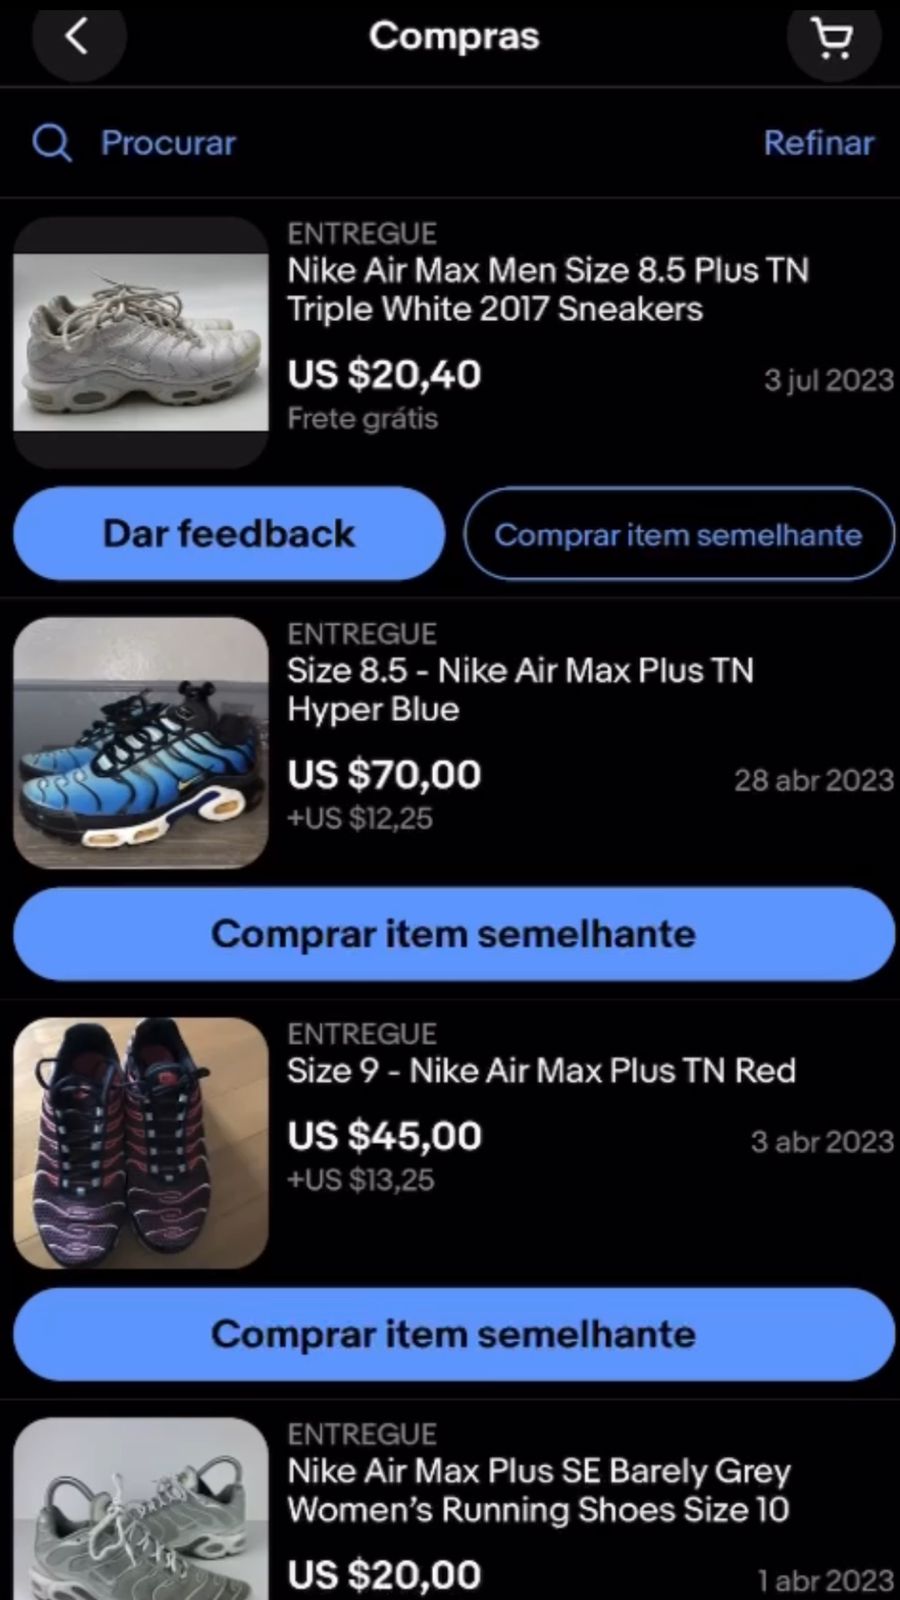 Compras
Procurar
Refinar
ENTREGUE
Nike Air Max Men Size 8.5 Plus TN
Triple White 2017 Sneakers
US $20,40
3 jul 2023
Frete grátis
Dar feedback
Comprar item semelhante
ENTREGUE
Size 8.5 - Nike Air Max Plus TN
Hyper Blue
US $70,00
28 abr 2023
+US $12,25
Comprar item semelhante
ENTREGUE
Size 9 - Nike Air Max Plus TN Red
US $45,00
3 abr 2023
+US $13,25
Comprar item semelhante
ENTREGUE
Nike Air Max Plus SE Barely Grey
Women’s Running Shoes Size 10
US $20,00
1 abr 2023